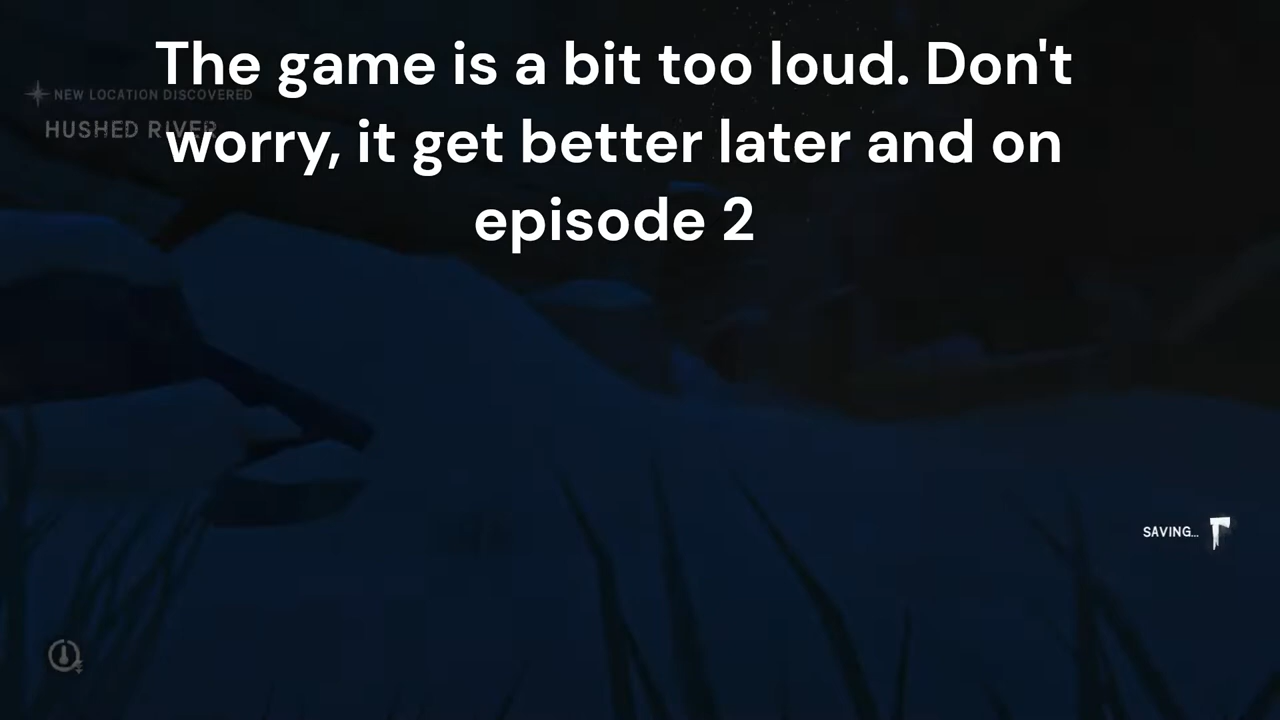 The game is a bit too loud. Don't
worry, it get better later and on
episode 2
NEW LOCATION DISCOVERED
HUSHED RIVER
SAVING...